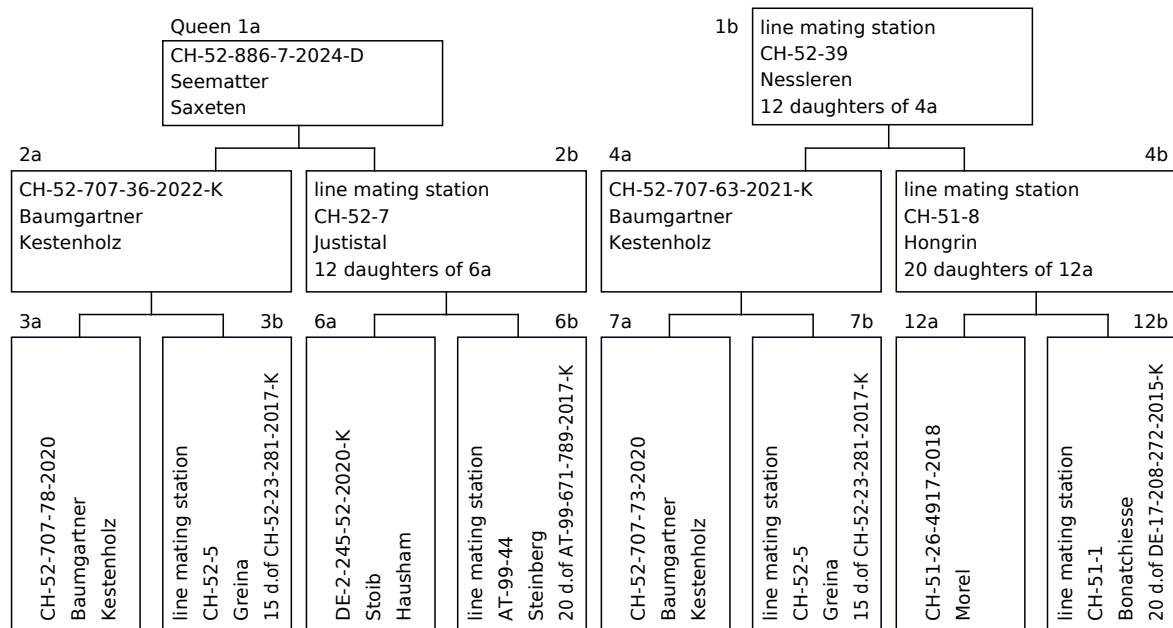 Queen 1a
CH-52-886-7-2024-D
Seematter
Saxeten
1b
line mating station
CH-52-39
Nessleren
12 daughters of 4a
2a
CH-52-707-36-2022-K
Baumgartner
Kestenholz
2b
line mating station
CH-52-7
Justistal
12 daughters of 6a
4a
CH-52-707-63-2021-K
Baumgartner
Kestenholz
4b
line mating station
CH-51-8
Hongrin
20 daughters of 12a
3a
CH-52-707-78-2020
Baumgartner
Kestenholz
3b
line mating station
CH-52-5
Greina
15 d.of CH-52-23-281-2017-K
6a
DE-2-245-52-2020-K
Stoib
Hausham
6b
line mating station
AT-99-44
Steinberg
20 d.of AT-99-671-789-2017-K
7a
CH-52-707-73-2020
Baumgartner
Kestenholz
7b
line mating station
CH-52-5
Greina
15 d.of CH-52-23-281-2017-K
12a
CH-51-26-4917-2018
Morel
12b
line mating station
CH-51-1
Bonatchiesse
20 d.of DE-17-208-272-2015-K